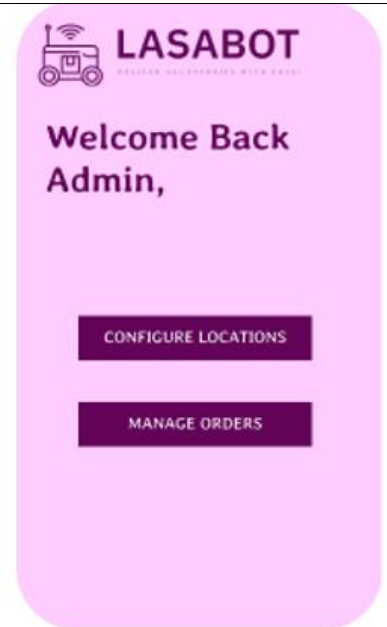 LASABOT
Welcome Back
Admin,
CONFIGURE LOCATIONS
MANAGE ORDERS